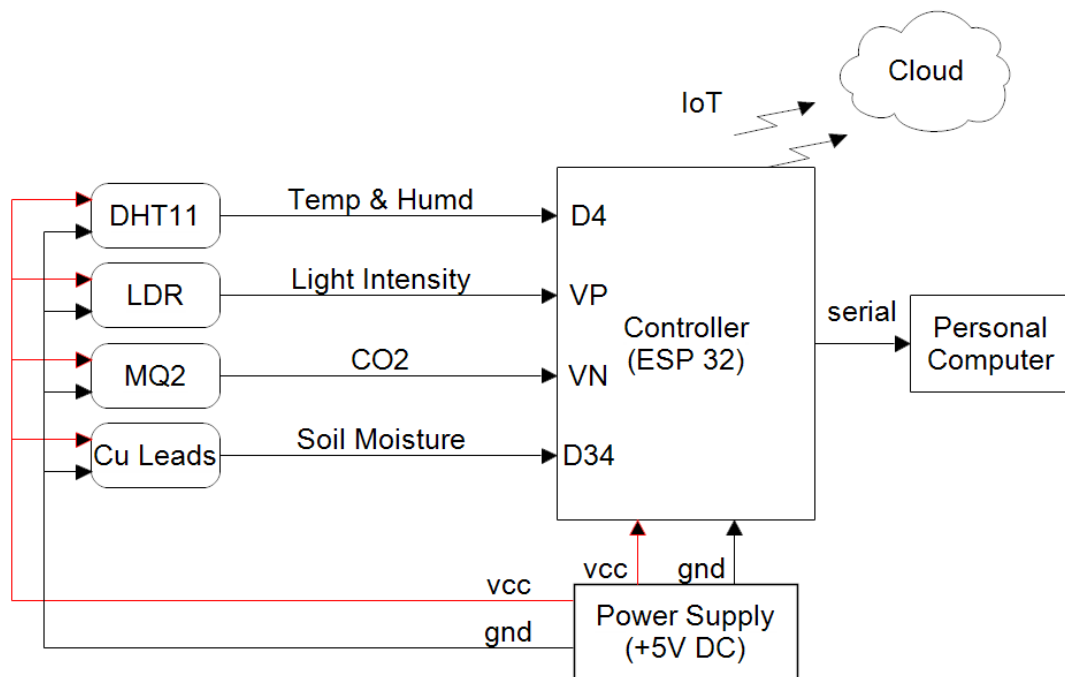 Cloud
IoT
DHT11
Temp & Humd
D4
LDR
Light Intensity
VP
Controller
(ESP 32)
serial
Personal
Computer
MQ2
CO2
VN
Cu Leads
Soil Moisture
D34
vcc
gnd
vcc
gnd
Power Supply
(+5V DC)